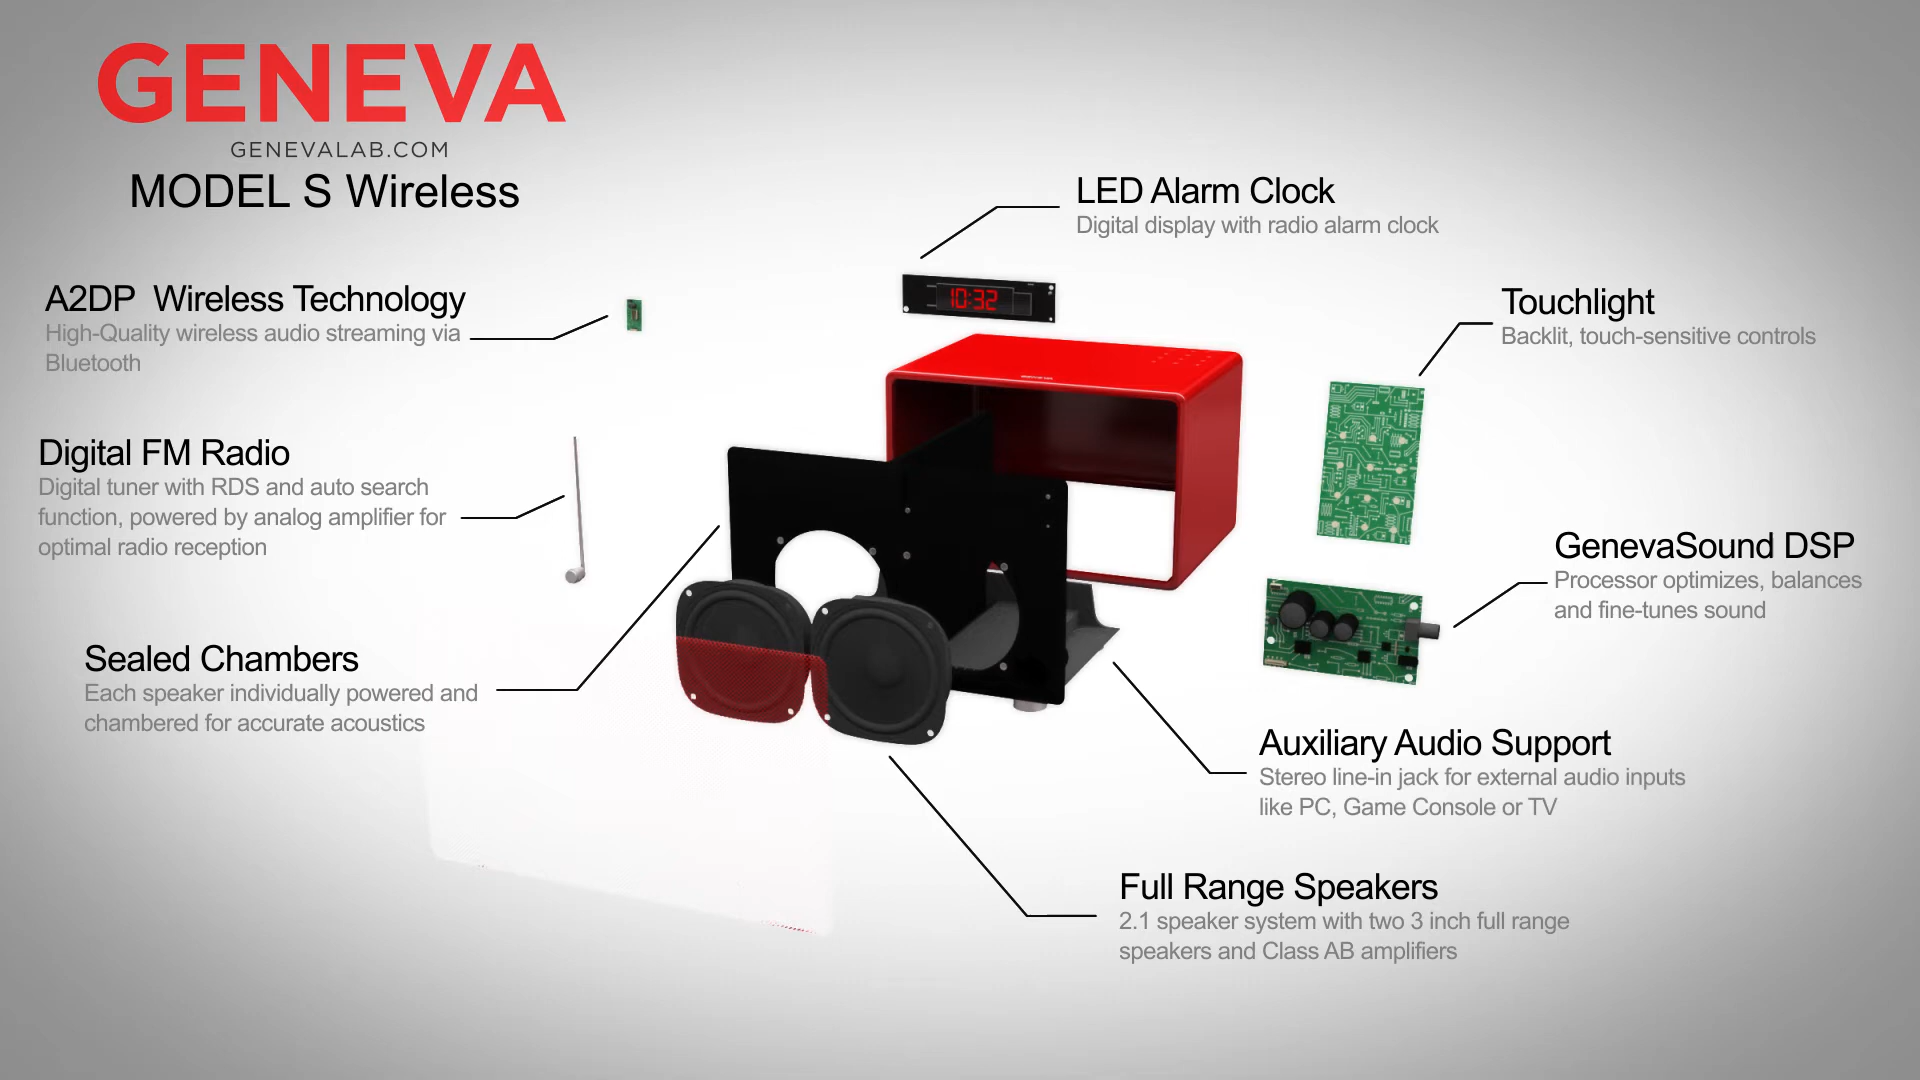 GENEVA
GENEVALAB.COM
MODEL S Wireless
LED Alarm Clock
Digital display with radio alarm clock
10:32
A2DP  Wireless Technology
High-Quality wireless audio streaming via
Bluetooth
Touchlight
Backlit, touch-sensitive controls
Digital FM Radio
Digital tuner with RDS and auto search
function, powered by analog amplifier for
optimal radio reception
GenevaSound DSP
Processor optimizes, balances
and fine-tunes sound
Sealed Chambers
Each speaker individually powered and
chambered for accurate acoustics
Auxiliary Audio Support
Stereo line-in jack for external audio inputs
like PC, Game Console or TV
Full Range Speakers
2.1 speaker system with two 3 inch full range
speakers and Class AB amplifiers